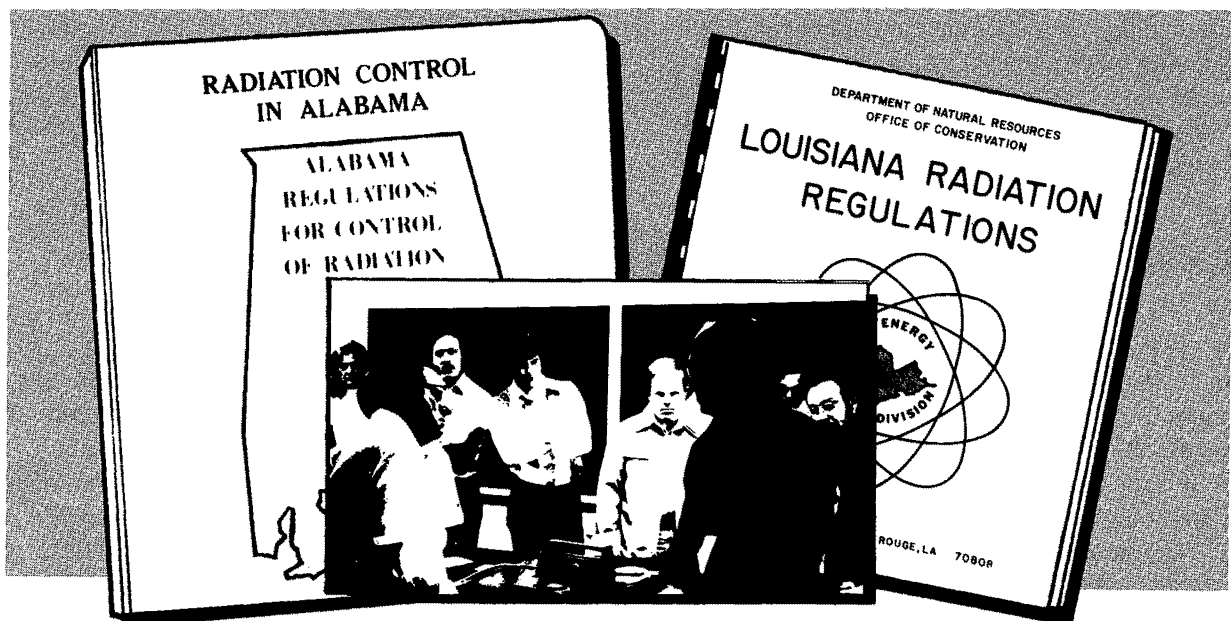 RADIATION CONTROL
IN ALABAMA
ALABAMA
REGULATIONS
FOR CONTROL
OF RADIATION
DEPARTMENT OF NATURAL RESOURCES
OFFICE OF CONSERVATION
LOUISIANA RADIATION
REGULATIONS
ENERGY
DIVISION
ROUGE, LA 70808